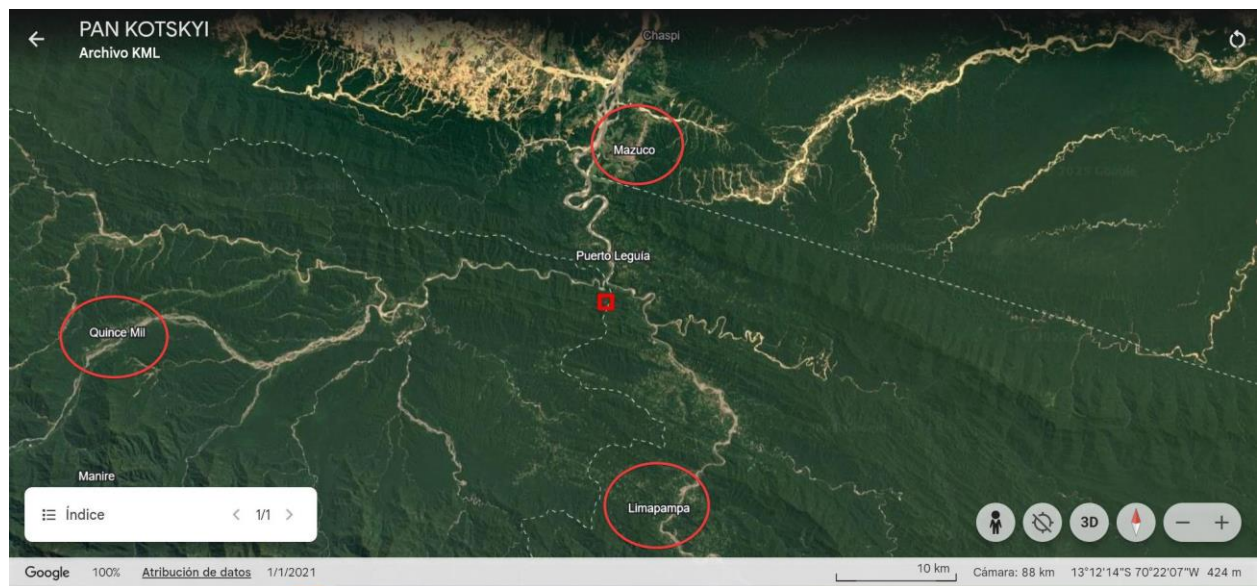 PAN KOTSKYI
Archivo KML
Chaspi
Mazuco
Puerto Leguía
Quince Mil
Manire
Limapampa
Índice
1/1
3D
Google 100% Atribución de datos 1/1/2021 10 km Cámara: 88 km 13°12'14"S 70°22'07"W 424 m